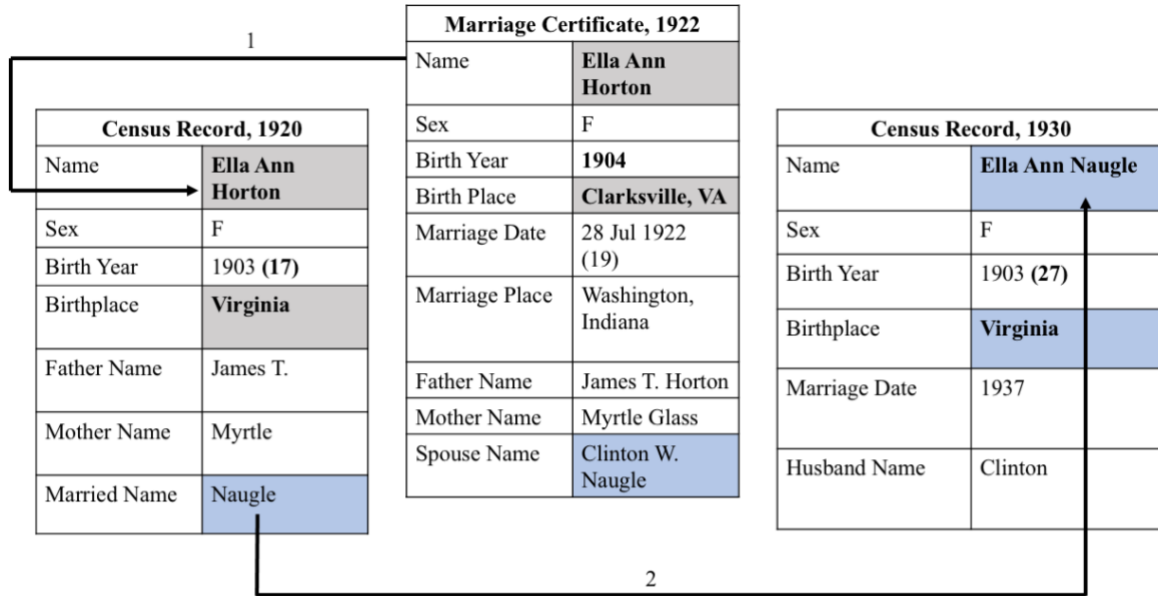 1
Marriage Certificate, 1922
Name
Ella Ann
Horton
Sex
F
Birth Year
1904
Birth Place
Clarksville, VA
Marriage Date
28 Jul 1922
(19)
Marriage Place
Washington,
Indiana
Father Name
James T. Horton
Mother Name
Myrtle Glass
Spouse Name
Clinton W.
Naugle
Census Record, 1920
Name
Ella Ann
Horton
Sex
F
Birth Year
1903 (17)
Birthplace
Virginia
Father Name
James T.
Mother Name
Myrtle
Married Name
Naugle
Census Record, 1930
Name
Ella Ann Naugle
Sex
F
Birth Year
1903 (27)
Birthplace
Virginia
Marriage Date
1937
Husband Name
Clinton
2